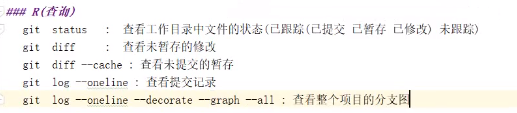 ### R(查询)
git status : 查看工作目录中文件的状态(已跟踪(已提交 已暂存 已修改) 未跟踪)
git diff : 查看未暂存的修改
git diff --cache : 查看未提交的暂存
git log --oneline : 查看提交记录
git log --oneline --decorate --graph --all : 查看整个项目的分支图